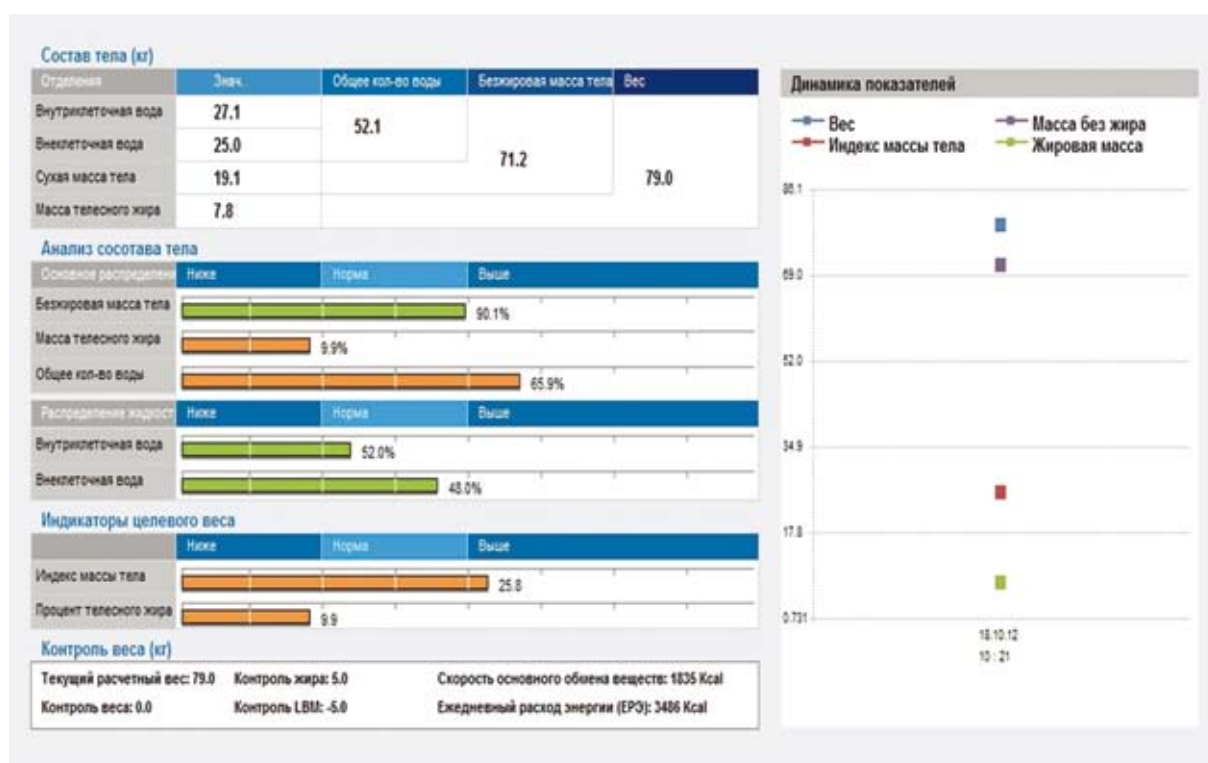 Состав тела (кг)
Отделения Знач. Общее кол-во воды Безжировая масса тела Вес
Внутриклеточная вода 27.1
52.1
Внеклеточная вода 25.0
71.2
Сухая масса тела 19.1
79.0
Масса телесного жира 7.8
Анализ сосотава тела
Основное распределени Ниже Норма Выше
Безжировая масса тела 90.1%
Масса телесного жира 9.9%
Общее кол-во воды 65.9%
Распределение жидкост Ниже Норма Выше
Внутриклеточная вода 52.0%
Внеклеточная вода 48.0%
Индикаторы целевого веса
Ниже Норма Выше
Индекс массы тела 25.8
Процент телесного жира 9.9
Контроль веса (кг)
Текущий расчетный вес: 79.0 Контроль жира: 5.0 Скорость основного обмена веществ: 1835 Kcal
Контроль веса: 0.0 Контроль LBM: -5.0 Ежедневный расход энергии (ЕРЭ): 3486 Kcal
Динамика показателей
Вес Масса без жира
Индекс массы тела Жировая масса
86.1
69.0
52.0
34.9
17.8
0.731
18.10.12
10 : 21